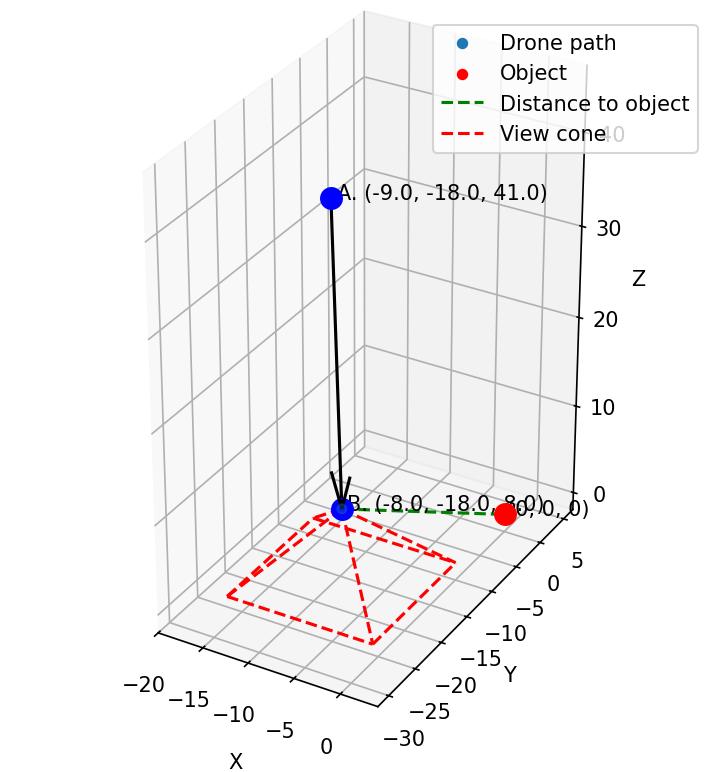 Drone path
Object
Distance to object
View cone
A. (-9.0, -18.0, 41.0)
B. (-8.0, -18.0, 8.0)
0,0,0)
40
30
20
10
0
Z
5
0
−5
−10
−15
−20
−25
−30
Y
−20
−15
−10
−5
0
X